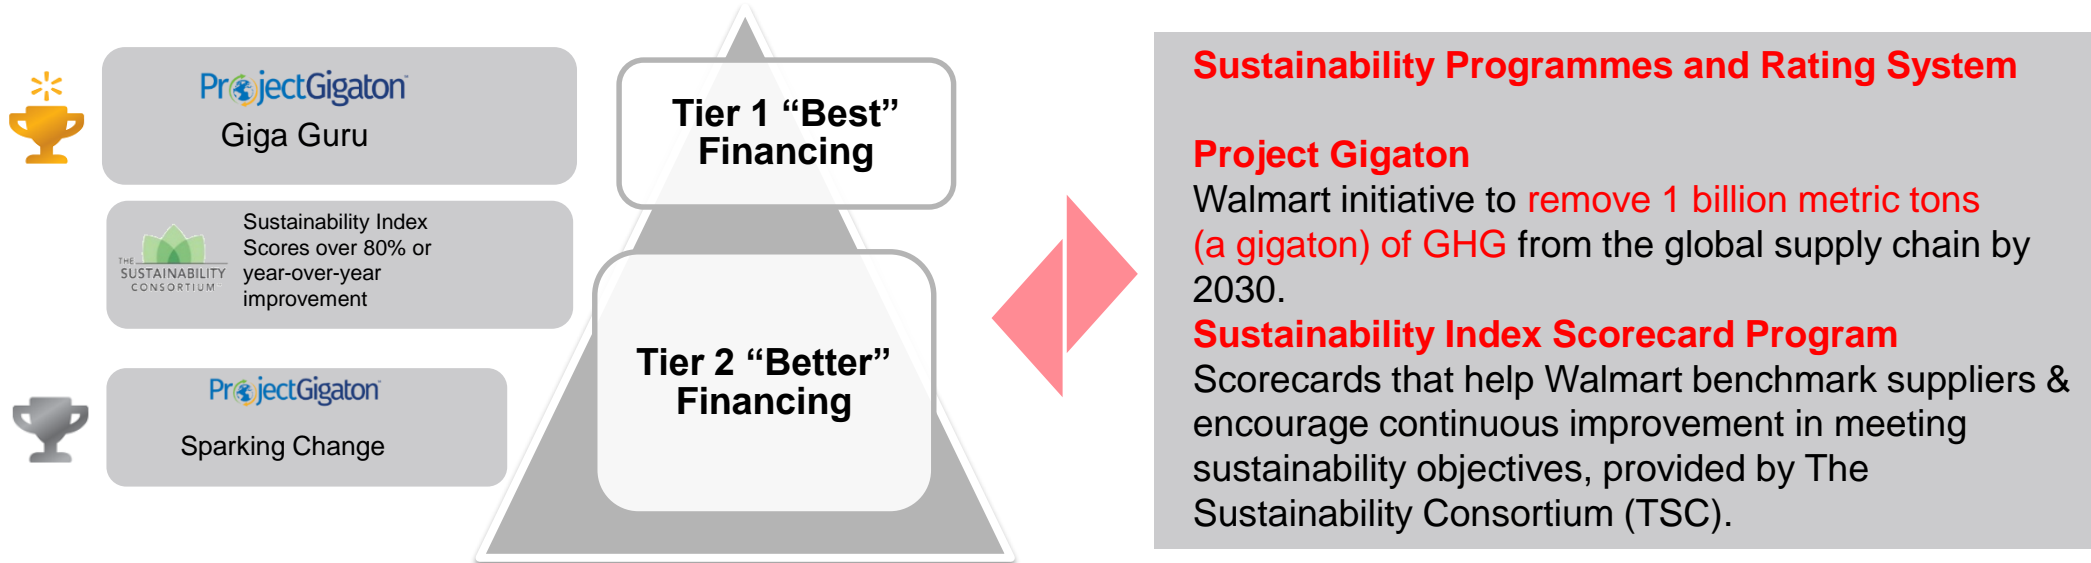 ProjectGigaton™
Giga Guru
THE
SUSTAINABILITY
CONSORTIUM™
Sustainability Index
Scores over 80% or
year-over-year
improvement
ProjectGigaton™
Sparking Change
Tier 1 “Best”
Financing
Tier 2 “Better”
Financing
Sustainability Programmes and Rating System
Project Gigaton
Walmart initiative to remove 1 billion metric tons
(a gigaton) of GHG from the global supply chain by
2030.
Sustainability Index Scorecard Program
Scorecards that help Walmart benchmark suppliers &
encourage continuous improvement in meeting
sustainability objectives, provided by The
Sustainability Consortium (TSC).